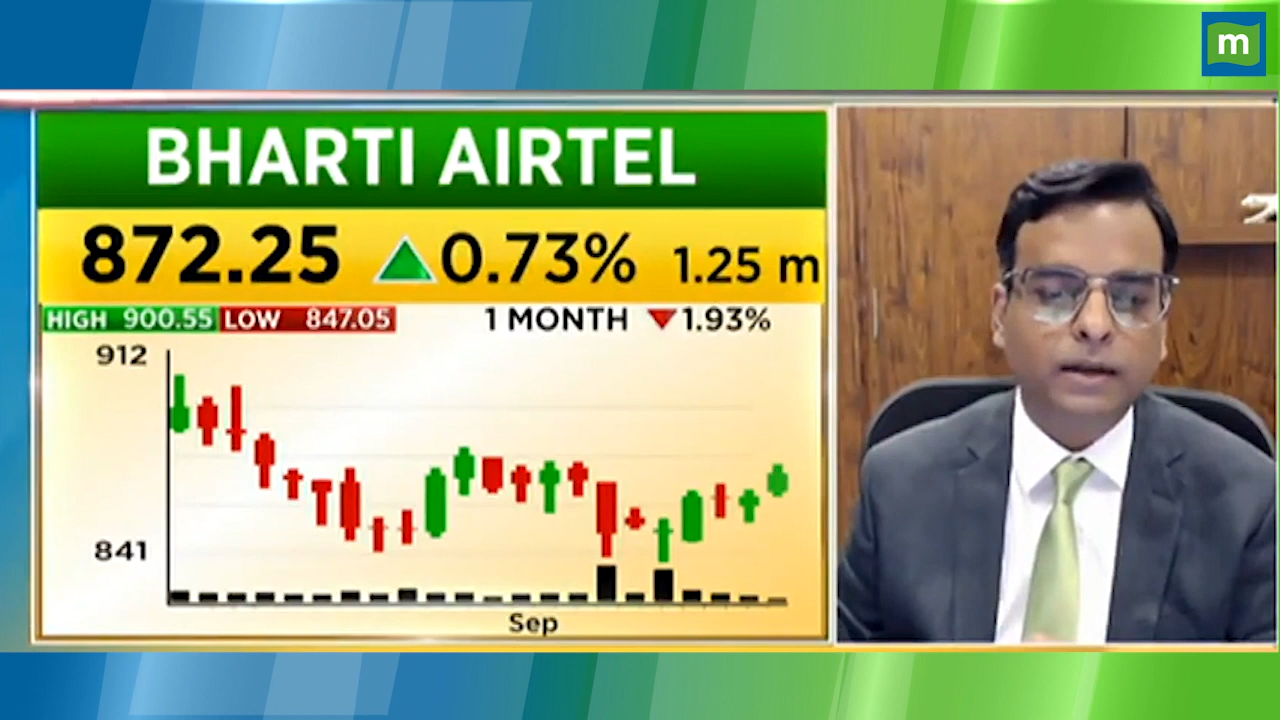 m
BHARTI AIRTEL
872.25 ▲ 0.73% 1.25 m
HIGH 900.55 LOW 847.05 1 MONTH ▼ 1.93%
912
841
Sep